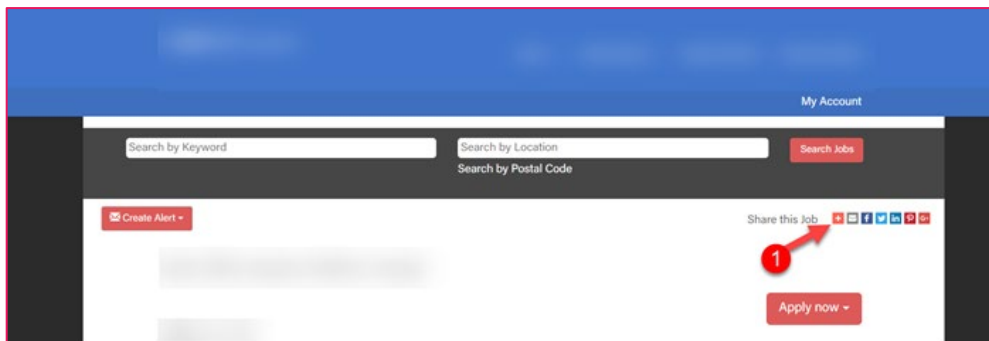 My Account
Search by Keyword
Search by Location
Search Jobs
Search by Postal Code
Create Alert
Share this Job
1
Apply now